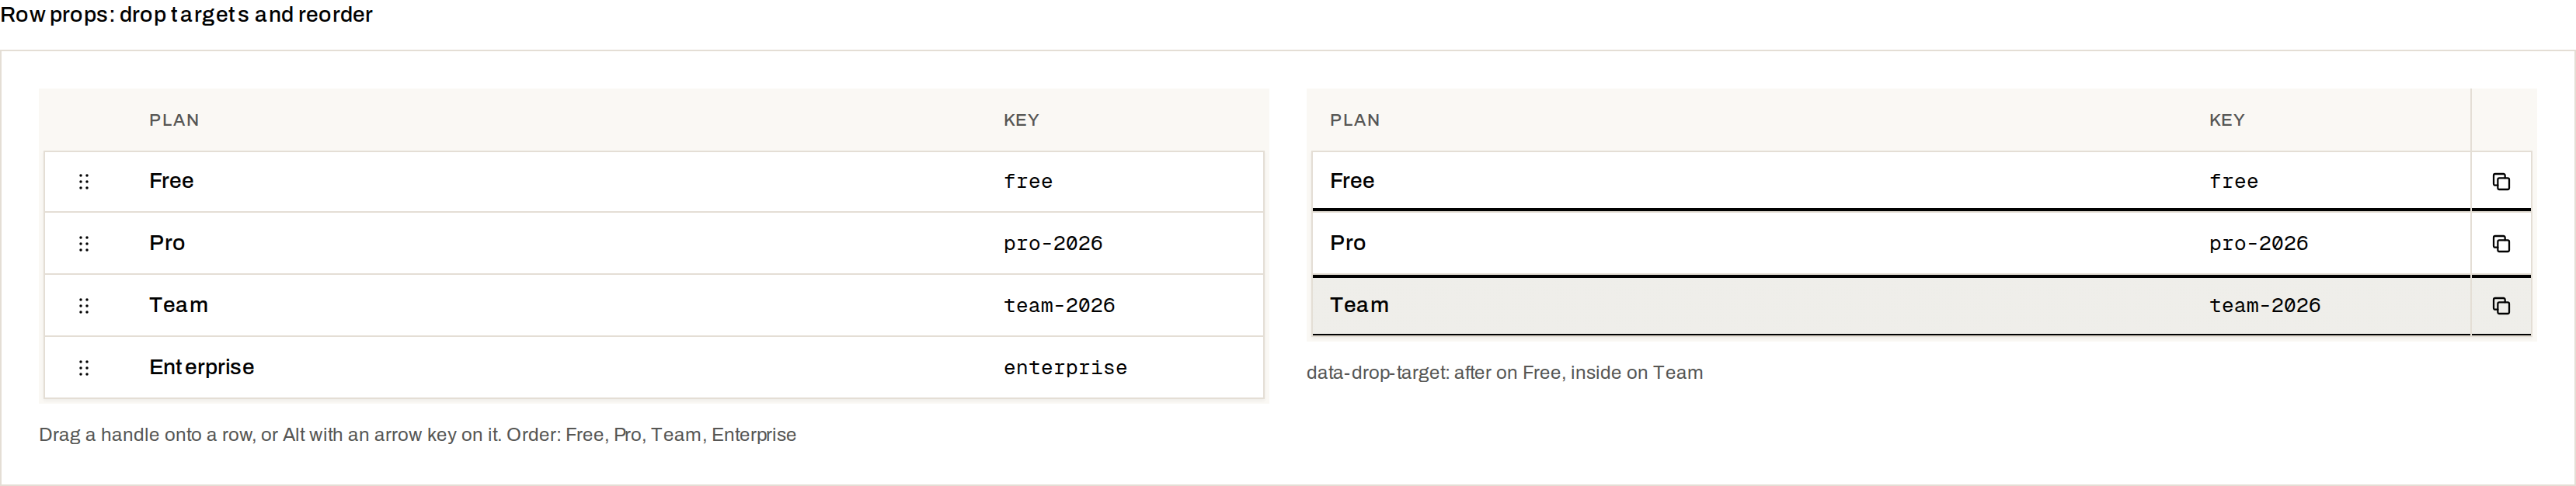 Row props: drop targets and reorder
PLAN KEY
Free free
Pro pro-2026
Team team-2026
Enterprise enterprise
Drag a handle onto a row, or Alt with an arrow key on it. Order: Free, Pro, Team, Enterprise
PLAN KEY
Free free
Pro pro-2026
Team team-2026
data-drop-target: after on Free, inside on Team